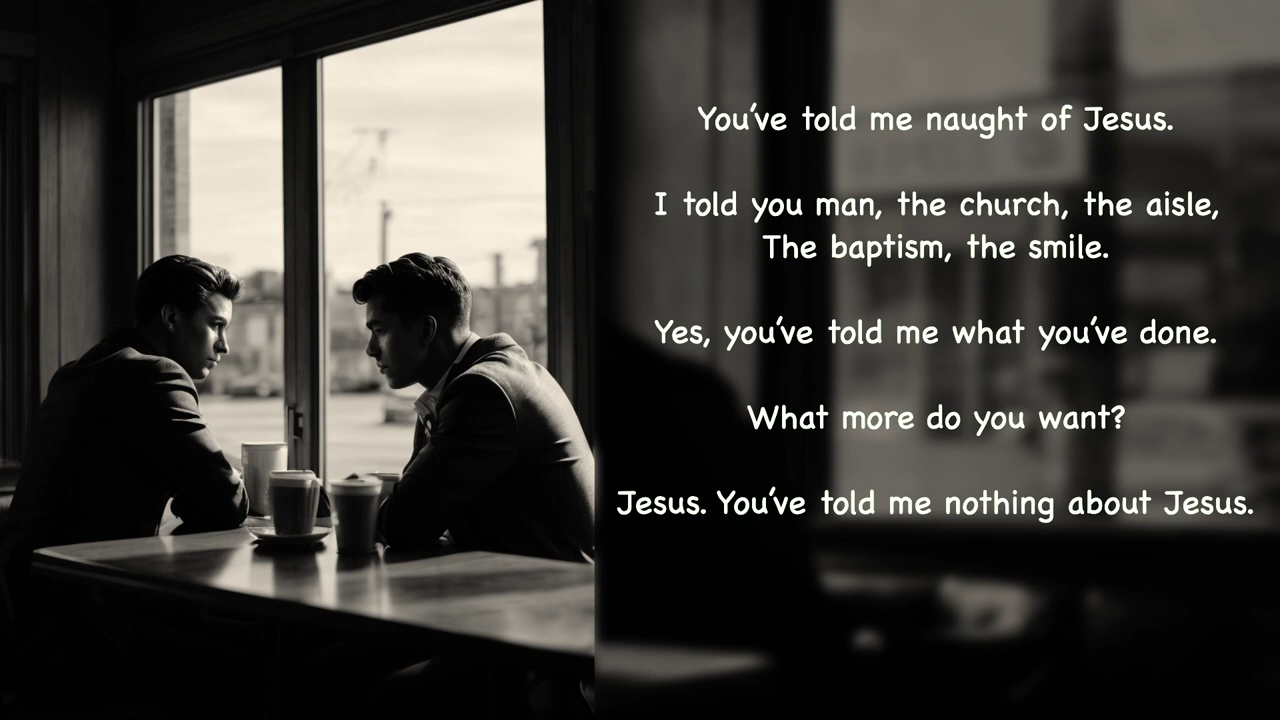 You've told me naught of Jesus.
I told you man, the church, the aisle,
The baptism, the smile.
Yes, you've told me what you've done.
What more do you want?
Jesus. You've told me nothing about Jesus.